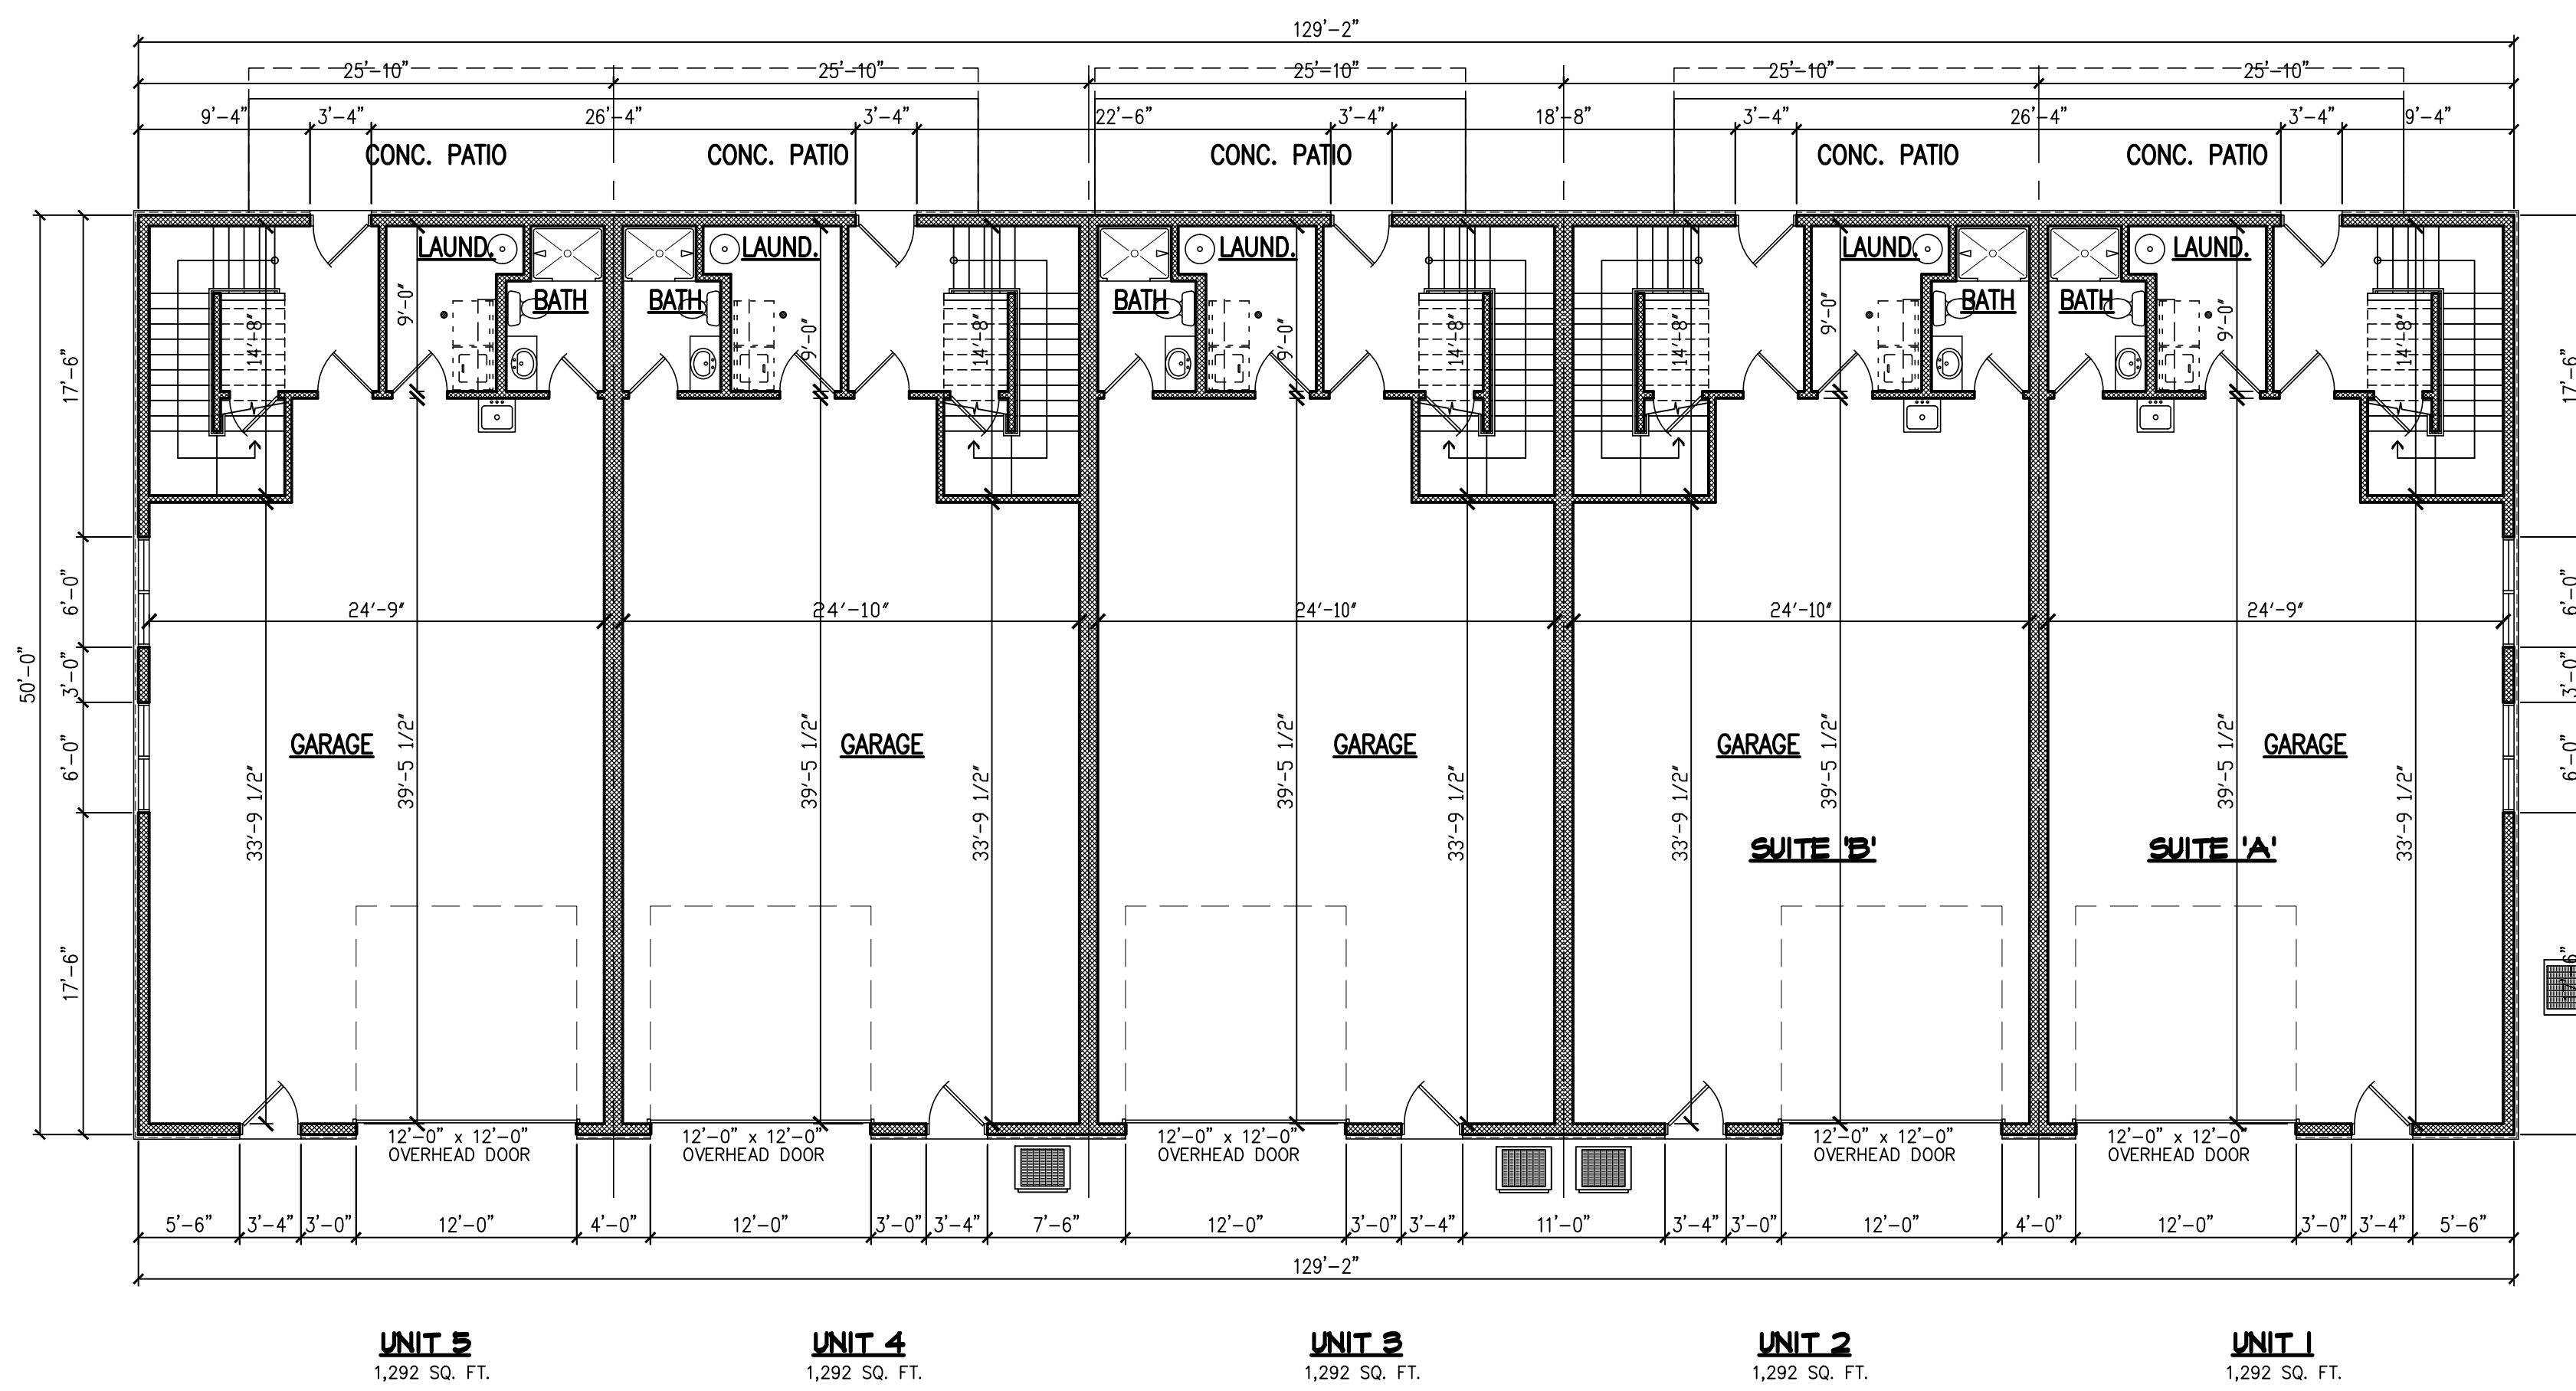 129'-2"
25'-10" 25'-10" 25'-10" 25'-10" 25'-10"
9'-4" 3'-4" 26'-4" 3'-4" 22'-6" 3'-4" 18'-8" 3'-4" 26'-4" 3'-4" 9'-4"
CONC. PATIO CONC. PATIO CONC. PATIO CONC. PATIO CONC. PATIO
LAUND. LAUND. LAUND. LAUND. LAUND.
BATH BATH BATH BATH BATH
9'-0" 9'-0" 9'-0" 9'-0" 9'-0"
14'-8" 14'-8" 14'-8" 14'-8" 14'-8"
17'-6" 17'-6"
6'-0" 6'-0"
24'-9" 24'-10" 24'-10" 24'-10" 24'-9"
50'-0"
3'-0" 3'-0"
6'-0" 6'-0"
GARAGE GARAGE GARAGE GARAGE GARAGE
39'-5 1/2" 39'-5 1/2" 39'-5 1/2" 39'-5 1/2" 39'-5 1/2"
33'-9 1/2" 33'-9 1/2" 33'-9 1/2" 33'-9 1/2" 33'-9 1/2"
SUITE 'B' SUITE 'A'
17'-6" 17'-6"
12'-0" x 12'-0" 12'-0" x 12'-0" 12'-0" x 12'-0" 12'-0" x 12'-0" 12'-0" x 12'-0"
OVERHEAD DOOR OVERHEAD DOOR OVERHEAD DOOR OVERHEAD DOOR OVERHEAD DOOR
5'-6" 3'-4" 3'-0" 12'-0" 4'-0" 12'-0" 3'-0" 3'-4" 7'-6" 12'-0" 3'-0" 3'-4" 11'-0" 3'-4" 3'-0" 12'-0" 4'-0" 12'-0" 3'-0" 3'-4" 5'-6"
129'-2"
UNIT 5 UNIT 4 UNIT 3 UNIT 2 UNIT 1
1,292 SQ. FT. 1,292 SQ. FT. 1,292 SQ. FT. 1,292 SQ. FT. 1,292 SQ. FT.